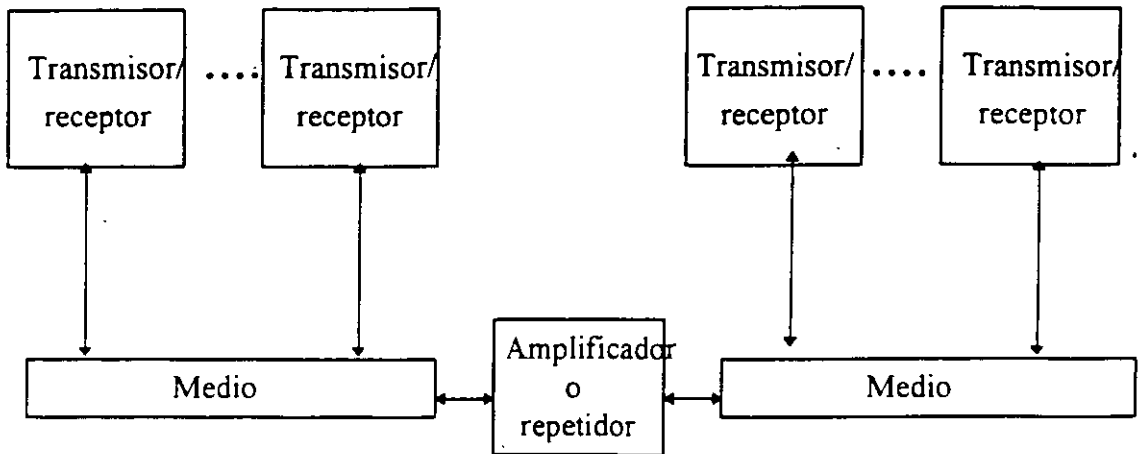 Transmisor/
receptor
....
Transmisor/
receptor
Transmisor/
receptor
....
Transmisor/
receptor
Medio
Amplificador
o
repetidor
Medio